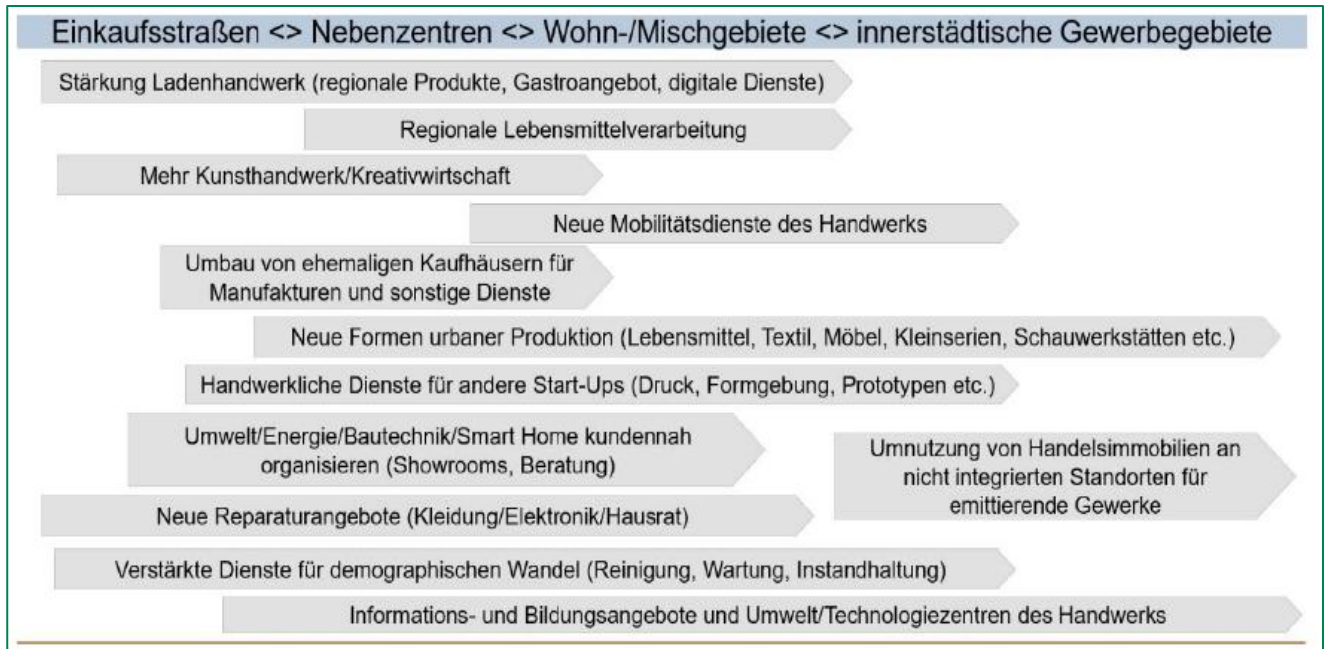 Einkaufsstraßen <> Nebenzentren <> Wohn-/Mischgebiete <> innerstädtische Gewerbegebiete
Stärkung Ladenhandwerk (regionale Produkte, Gastroangebot, digitale Dienste)
Regionale Lebensmittelverarbeitung
Mehr Kunsthandwerk/Kreativwirtschaft
Neue Mobilitätsdienste des Handwerks
Umbau von ehemaligen Kaufhäusern für
Manufakturen und sonstige Dienste
Neue Formen urbaner Produktion (Lebensmittel, Textil, Möbel, Kleinserien, Schauwerkstätten etc.)
Handwerkliche Dienste für andere Start-Ups (Druck, Formgebung, Prototypen etc.)
Umwelt/Energie/Bautechnik/Smart Home kundennah
organisieren (Showrooms, Beratung)
Umnutzung von Handelsimmobilien an
nicht integrierten Standorten für
emittierende Gewerke
Neue Reparaturangebote (Kleidung/Elektronik/Hausrat)
Verstärkte Dienste für demographischen Wandel (Reinigung, Wartung, Instandhaltung)
Informations- und Bildungsangebote und Umwelt/Technologiezentren des Handwerks